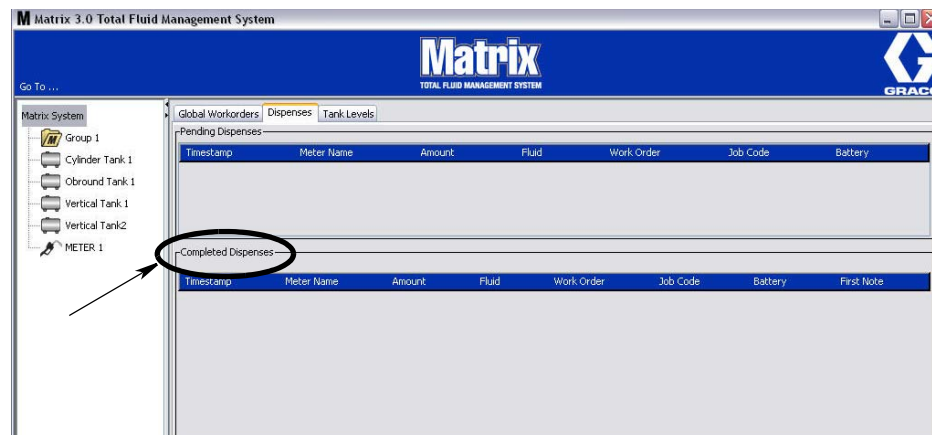 M Matrix 3.0 Total Fluid Management System
Matrix
TOTAL FLUID MANAGEMENT SYSTEM
Go To ...
GRACO
Matrix System
Group 1
Cylinder Tank 1
Obround Tank 1
Vertical Tank 1
Vertical Tank2
METER 1
Global Workorders Dispenses Tank Levels
Pending Dispenses
Timestamp Meter Name Amount Fluid Work Order Job Code Battery
Completed Dispenses
Timestamp Meter Name Amount Fluid Work Order Job Code Battery First Note